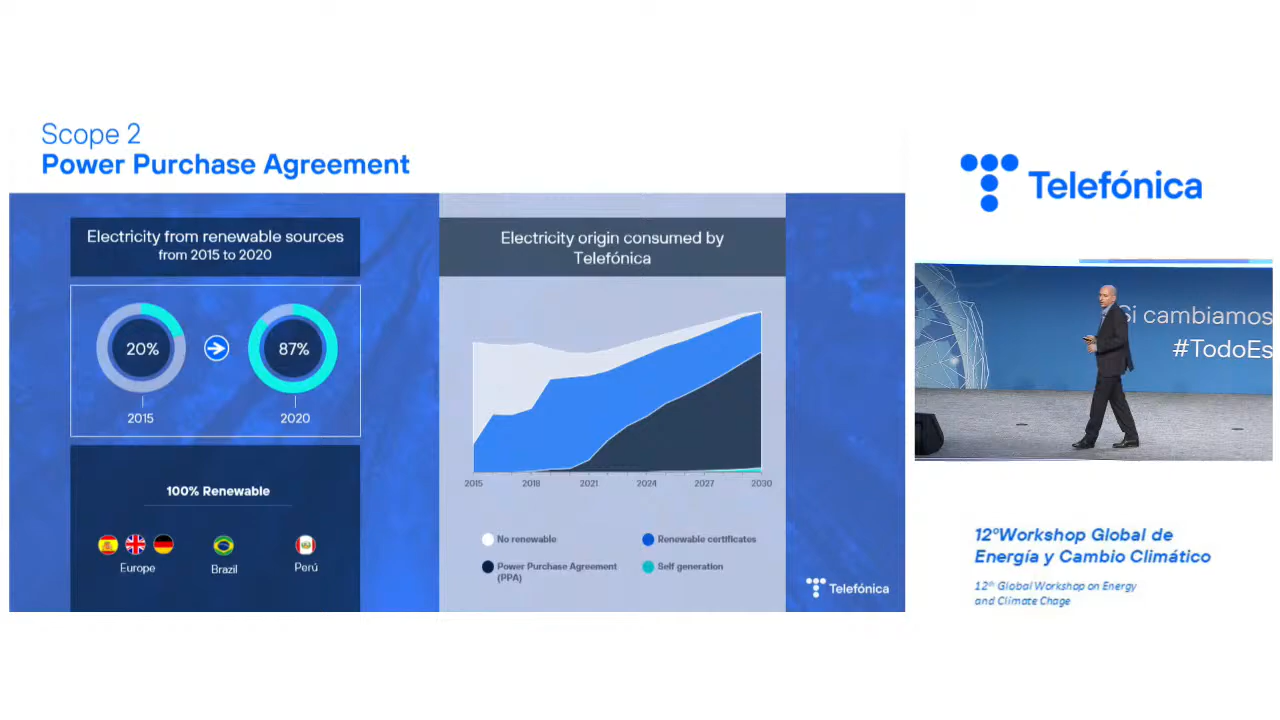 Scope 2
Power Purchase Agreement
Electricity from renewable sources
from 2015 to 2020
20%
87%
2015
2020
100% Renewable
Europe
Brazil
Perú
Electricity origin consumed by
Telefónica
2015
2018
2021
2024
2027
2030
No renewable
Renewable certificates
Power Purchase Agreement
(PPA)
Self generation
Telefónica
Telefónica
Si cambiamos
#TodoEs
12ºWorkshop Global de
Energía y Cambio Climático
12th Global Workshop on Energy
and Climate Chage